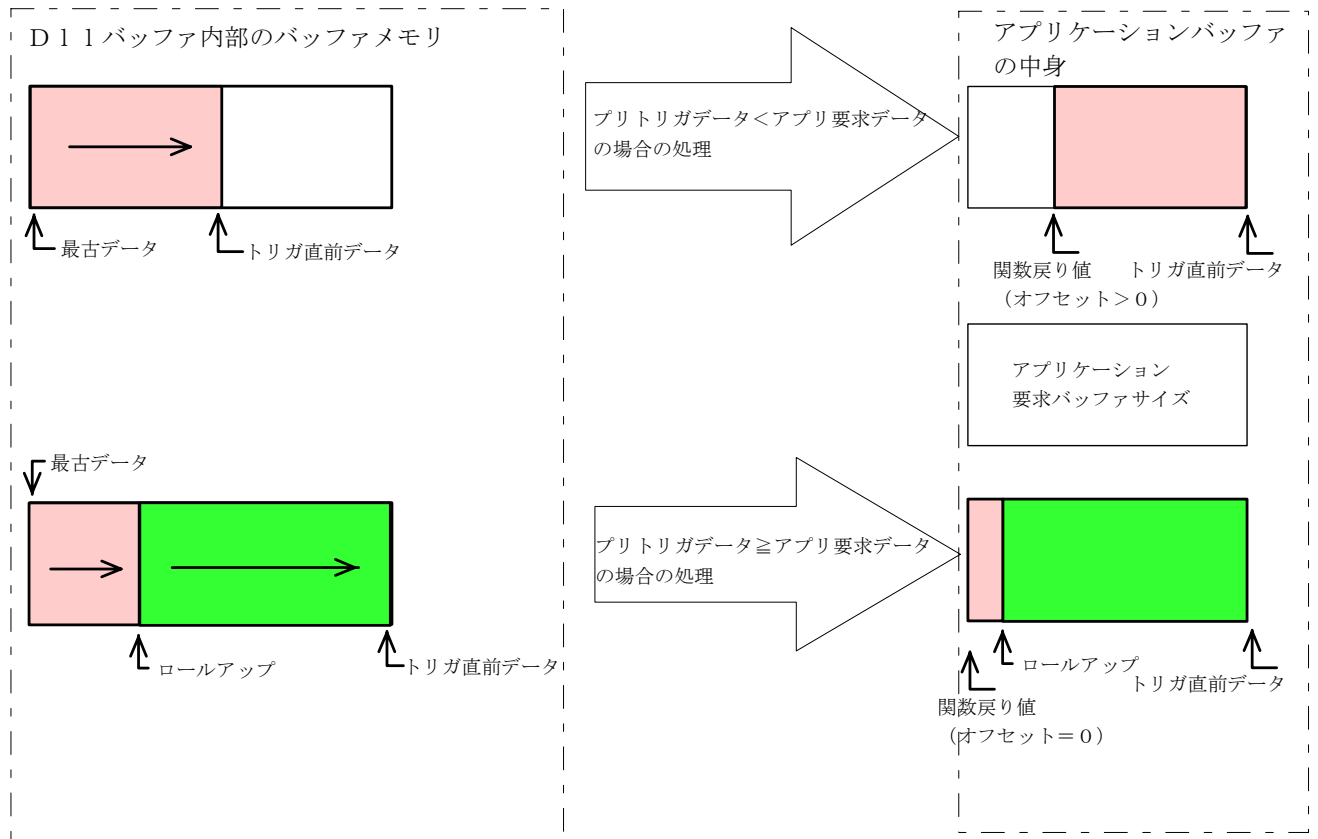 Ｄｌｌバッファ内部のバッファメモリ
最古データ
トリガ直前データ
プリトリガデータ＜アプリ要求データ
の場合の処理
アプリケーションバッファ
の中身
関数戻り値
（オフセット＞０）
トリガ直前データ
アプリケーション
要求バッファサイズ
最古データ
ロールアップ
トリガ直前データ
プリトリガデータ≧アプリ要求データ
の場合の処理
ロールアップ
トリガ直前データ
関数戻り値
（オフセット＝０）